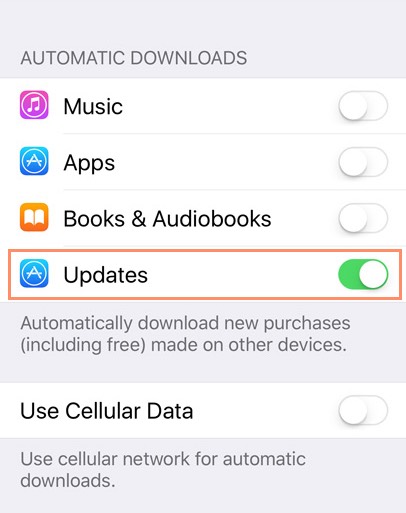 AUTOMATIC DOWNLOADS
Music
Apps
Books & Audiobooks
Updates
Automatically download new purchases
(including free) made on other devices.
Use Cellular Data
Use cellular network for automatic
downloads.